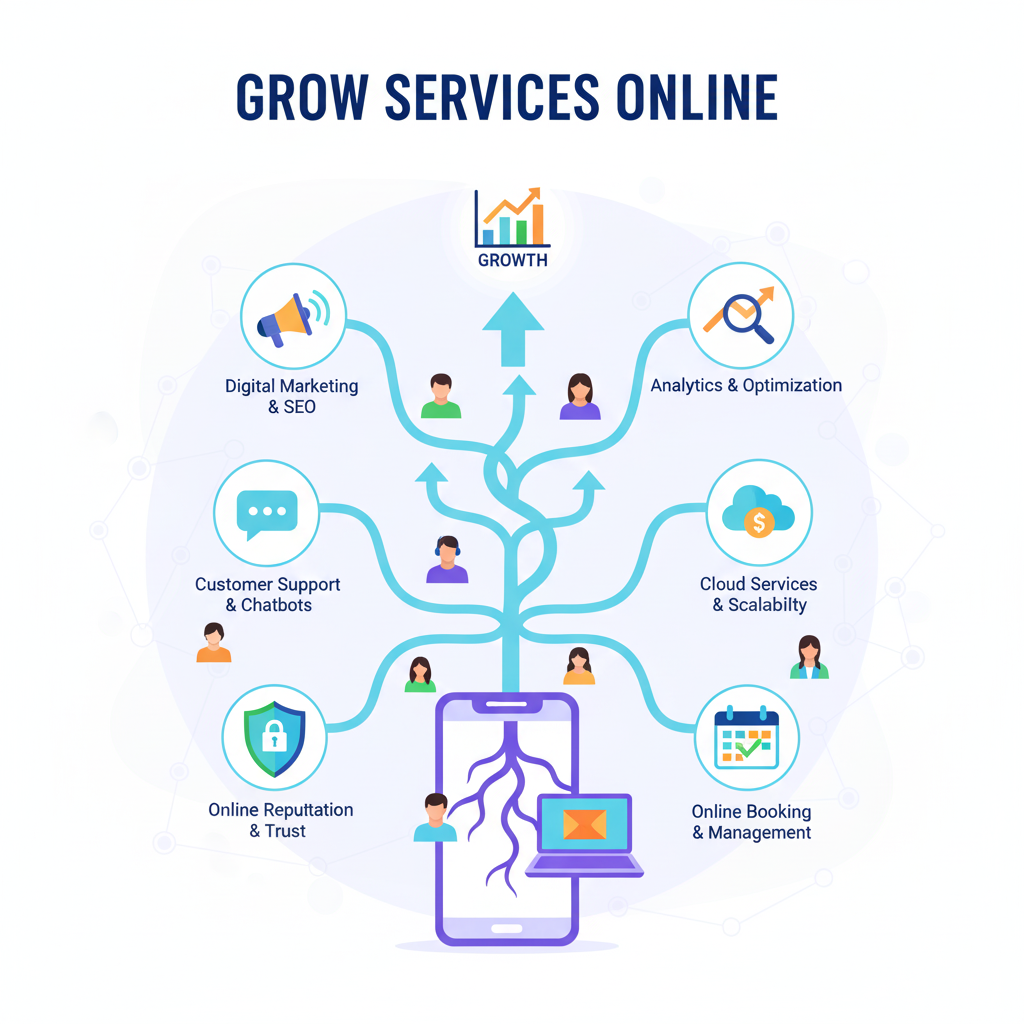 GROW SERVICES ONLINE
GROWTH
Digital Marketing
& SEO
Analytics & Optimization
Customer Support
& Chatbots
Cloud Services
& Scalabilty
Online Reputtation
& Trust
Online Booking
& Management
$